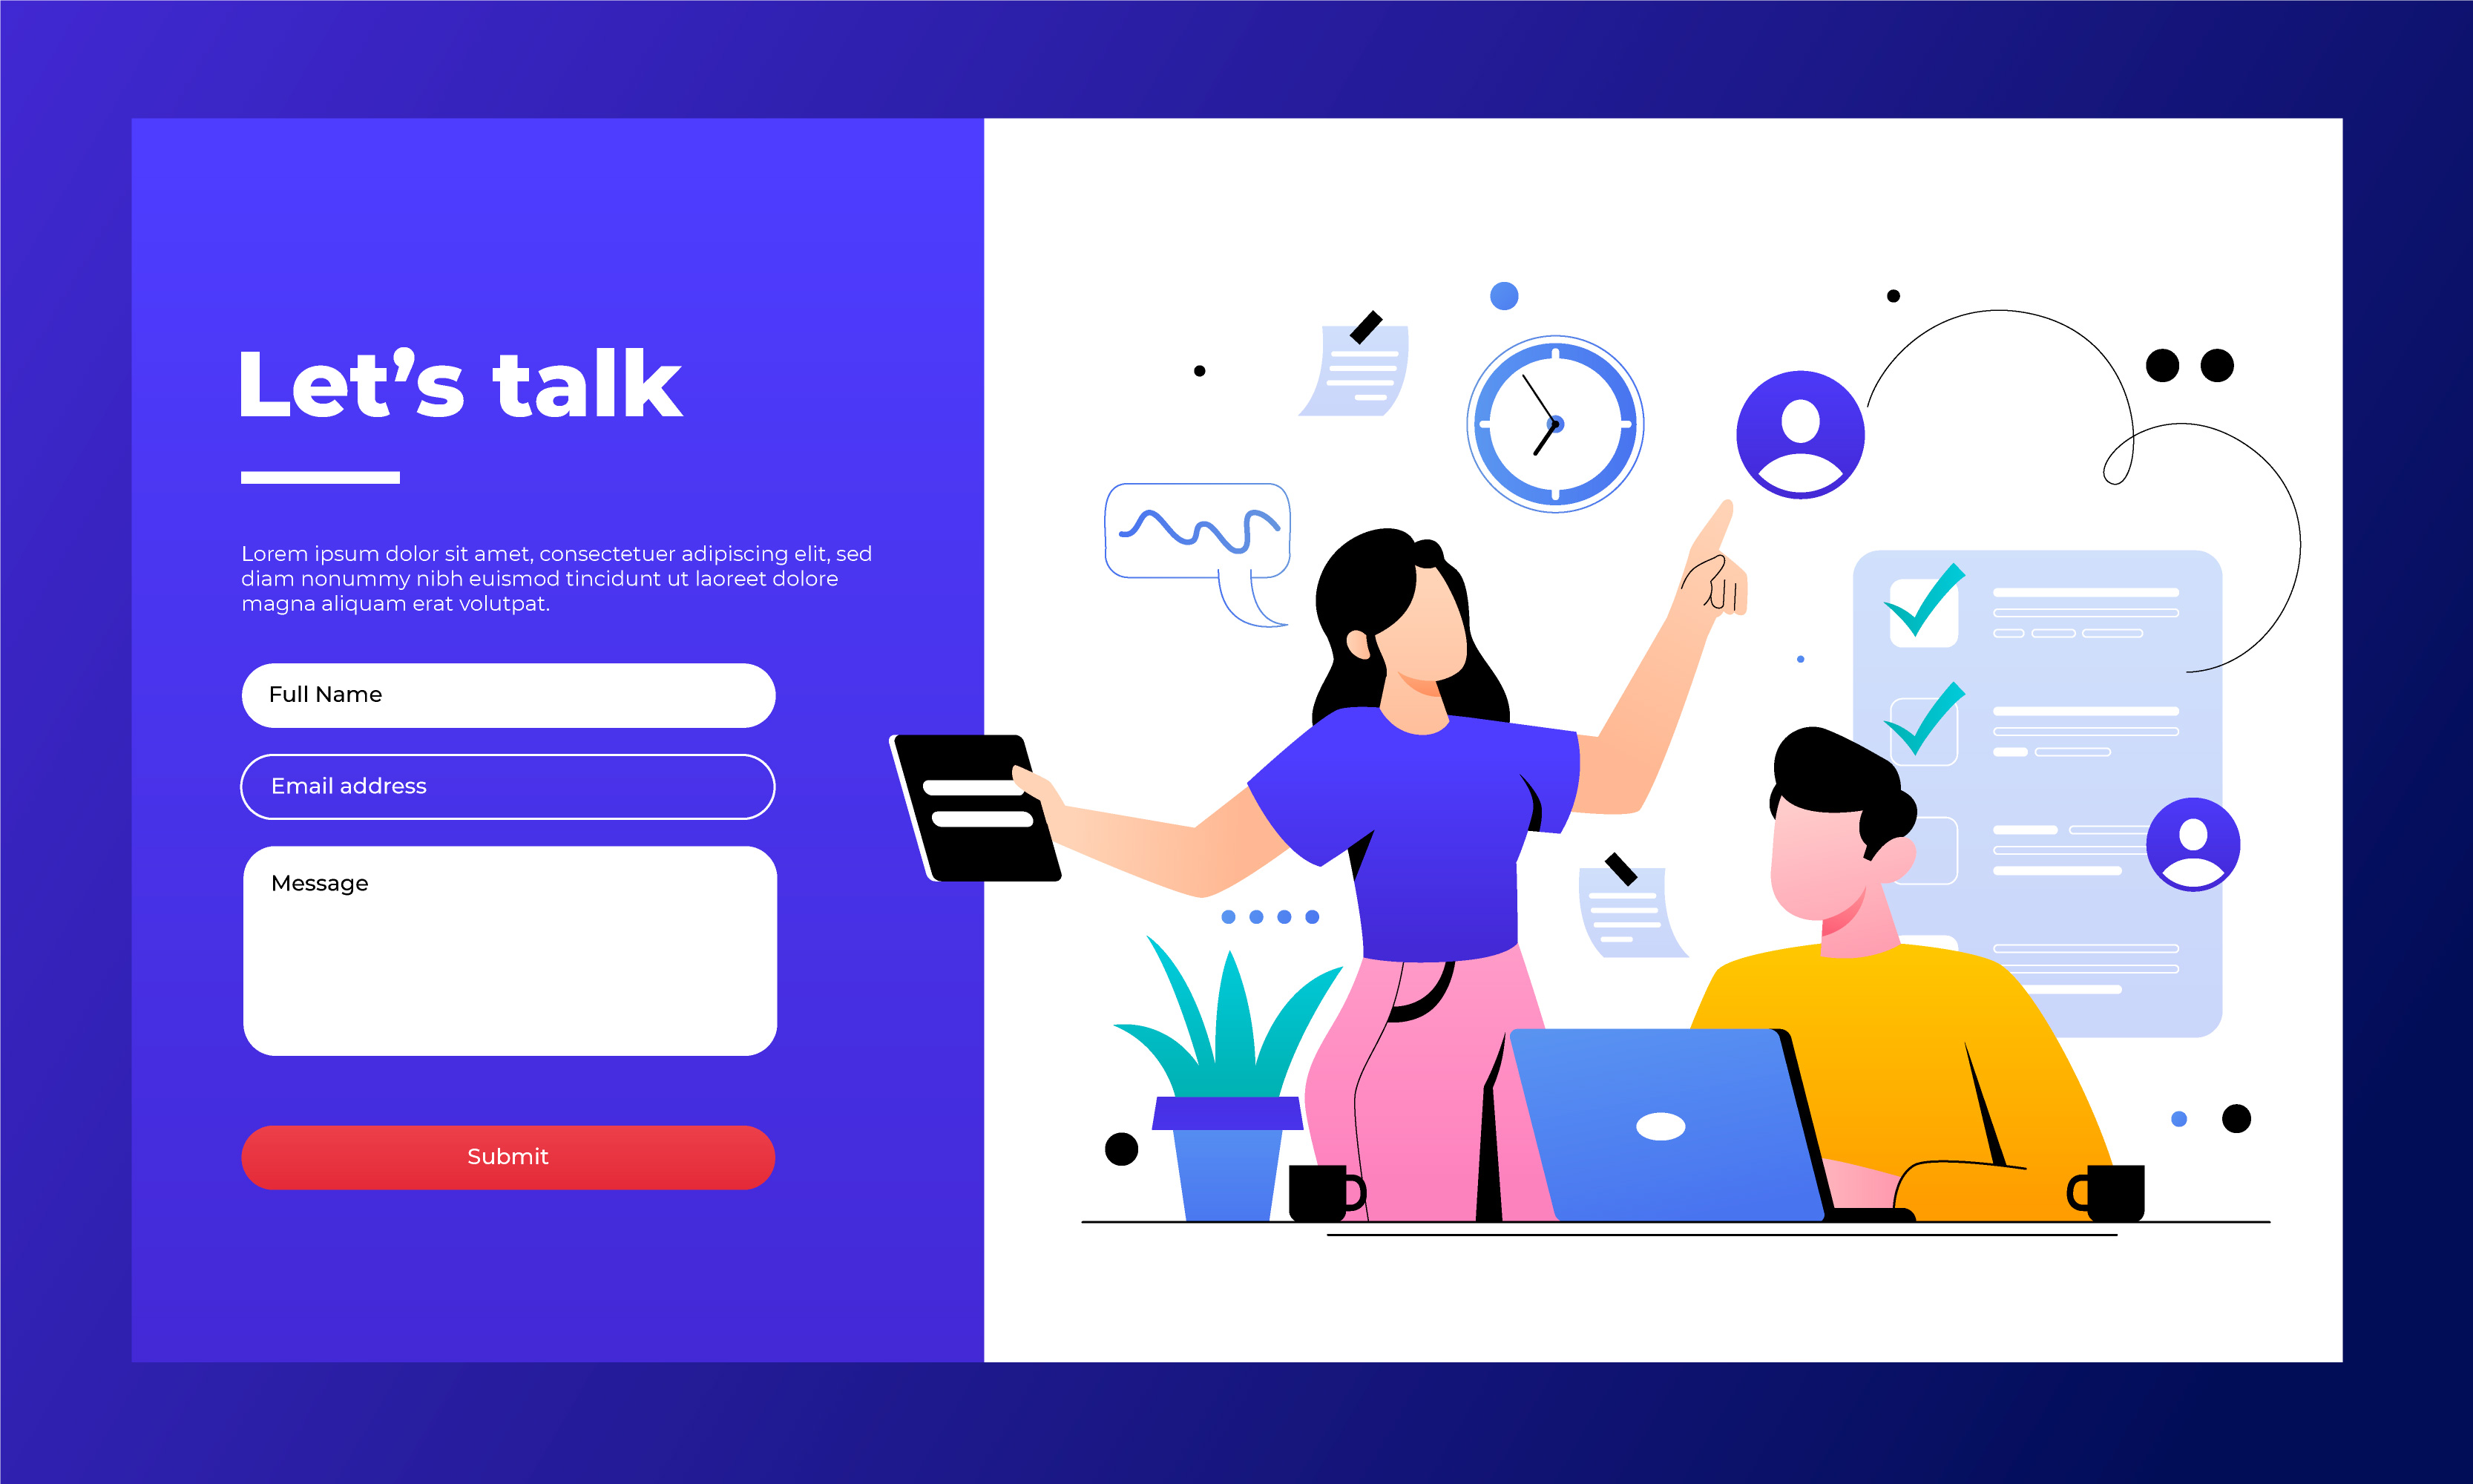 Let’s talk
Lorem ipsum dolor sit amet, consectetuer adipiscing elit, sed
diam nonummy nibh euismod tincidunt ut laoreet dolore
magna aliquam erat volutpat.
Full Name
Email address
Message
Submit